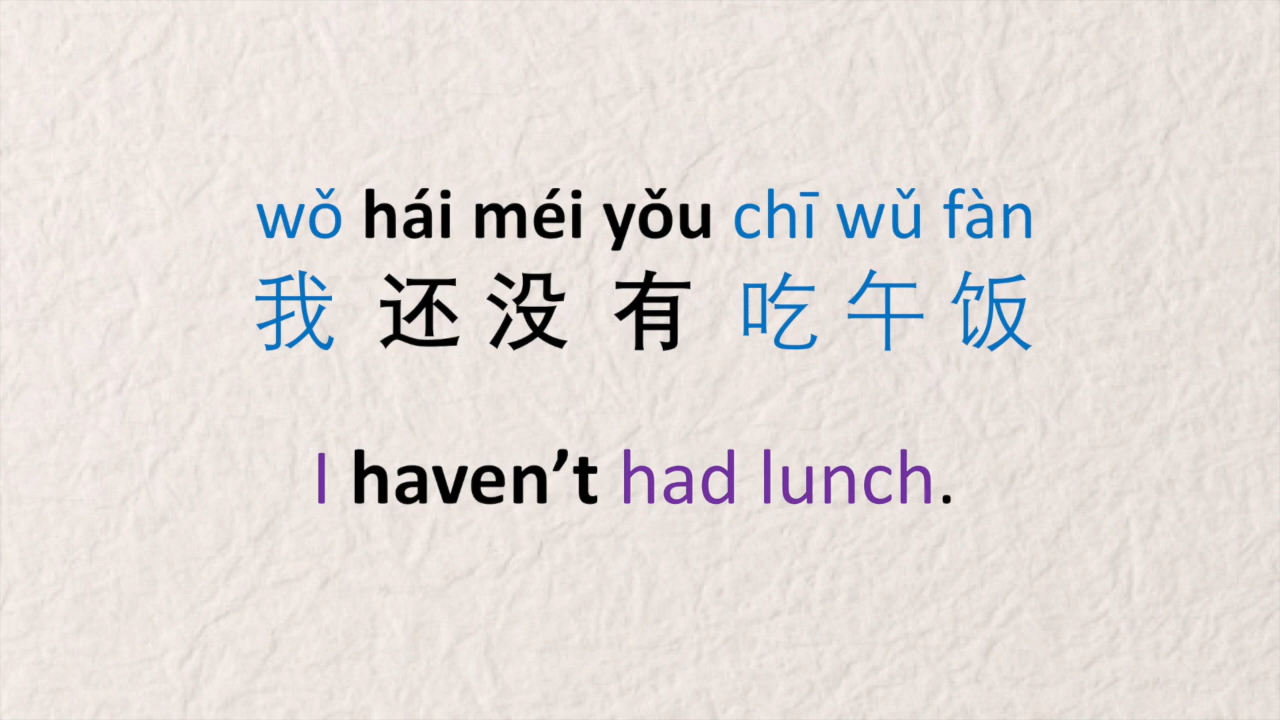 wǒ hái méi yǒu chī wǔ fàn
我 还 没 有 吃 午 饭
I haven’t had lunch.